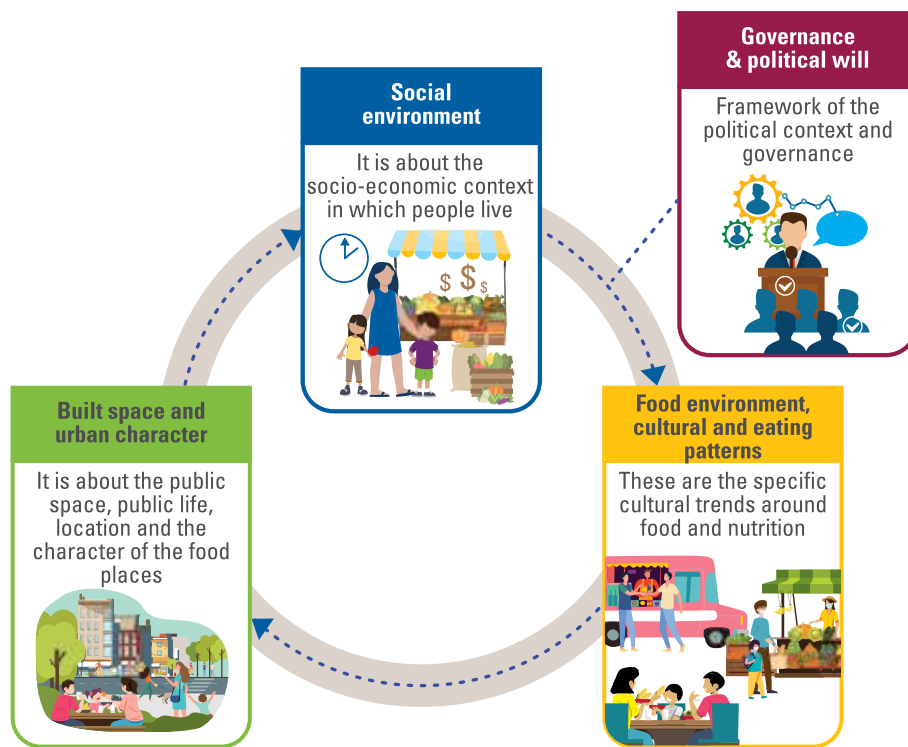 Governance
& political will
Framework of the
political context and
governance
Social
environment
It is about the
socio-economic context
in which people live
$ $ $
Built space and
urban character
It is about the public
space, public life,
location and the
character of the food
places
Food environment,
cultural and eating
patterns
These are the specific
cultural trends around
food and nutrition